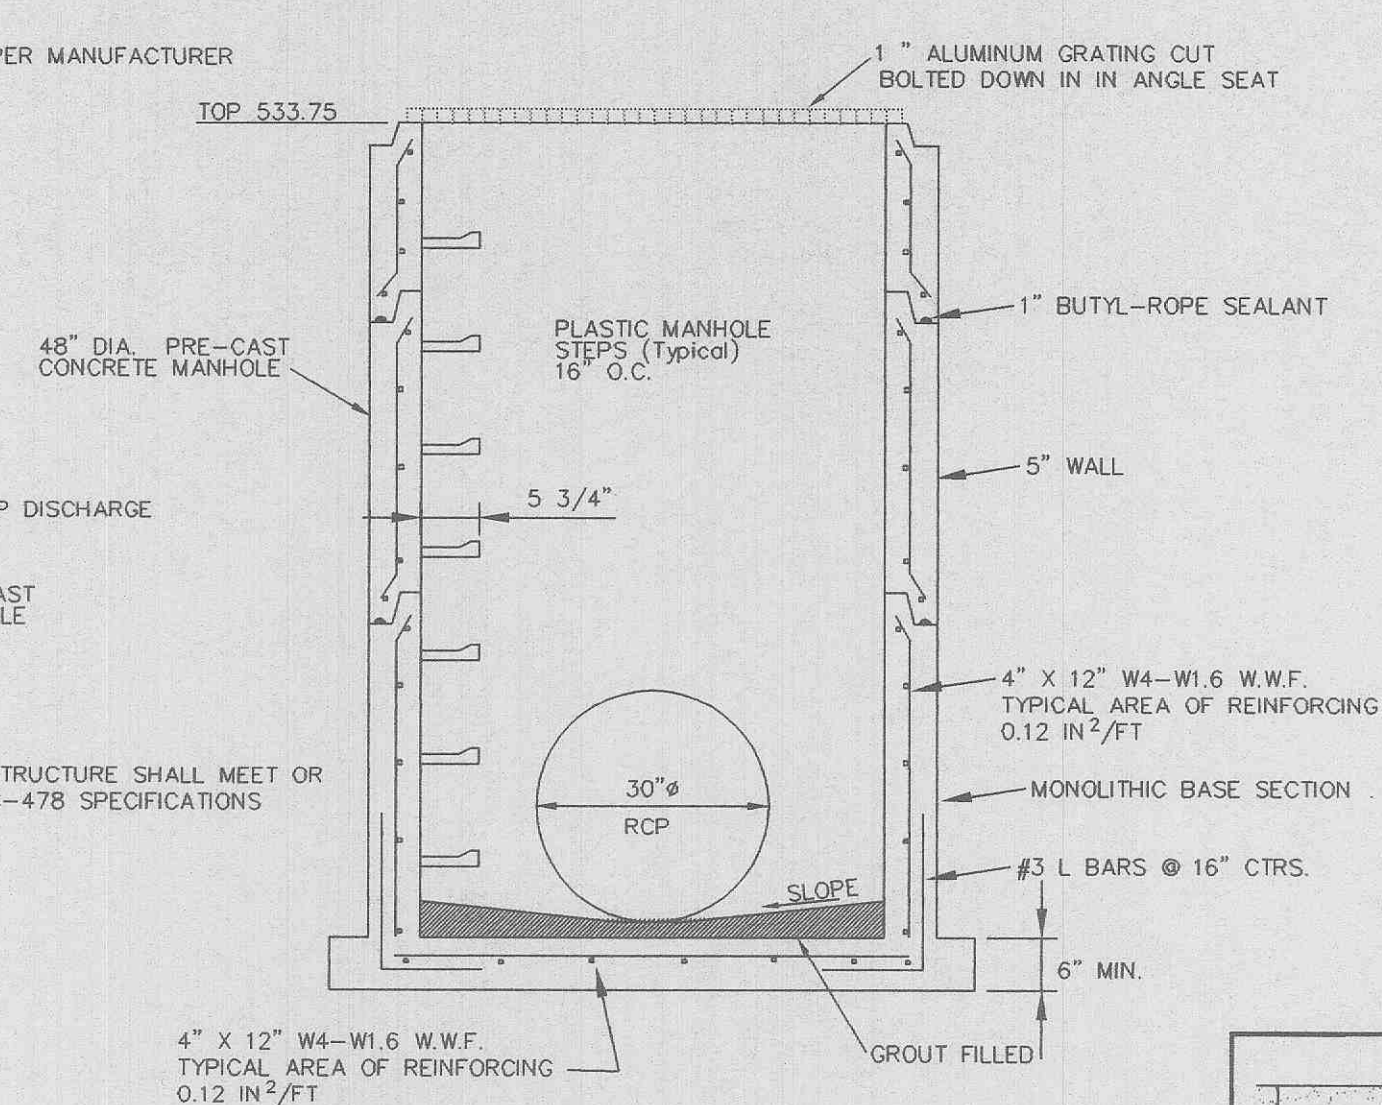 PER MANUFACTURER
1 " ALUMINUM GRATING CUT
BOLTED DOWN IN IN ANGLE SEAT
TOP 533.75
1" BUTYL-ROPE SEALANT
PLASTIC MANHOLE
STEPS (Typical)
16" O.C.
48" DIA. PRE-CAST
CONCRETE MANHOLE
5" WALL
5 3/4"
P DISCHARGE
AST
LE
4" X 12" W4-W1.6 W.W.F.
TYPICAL AREA OF REINFORCING
0.12 IN²/FT
TRUCTURE SHALL MEET OR
-478 SPECIFICATIONS
30"ø
RCP
MONOLITHIC BASE SECTION
#3 L BARS @ 16" CTRS.
SLOPE
6" MIN.
GROUT FILLED
4" X 12" W4-W1.6 W.W.F.
TYPICAL AREA OF REINFORCING
0.12 IN²/FT